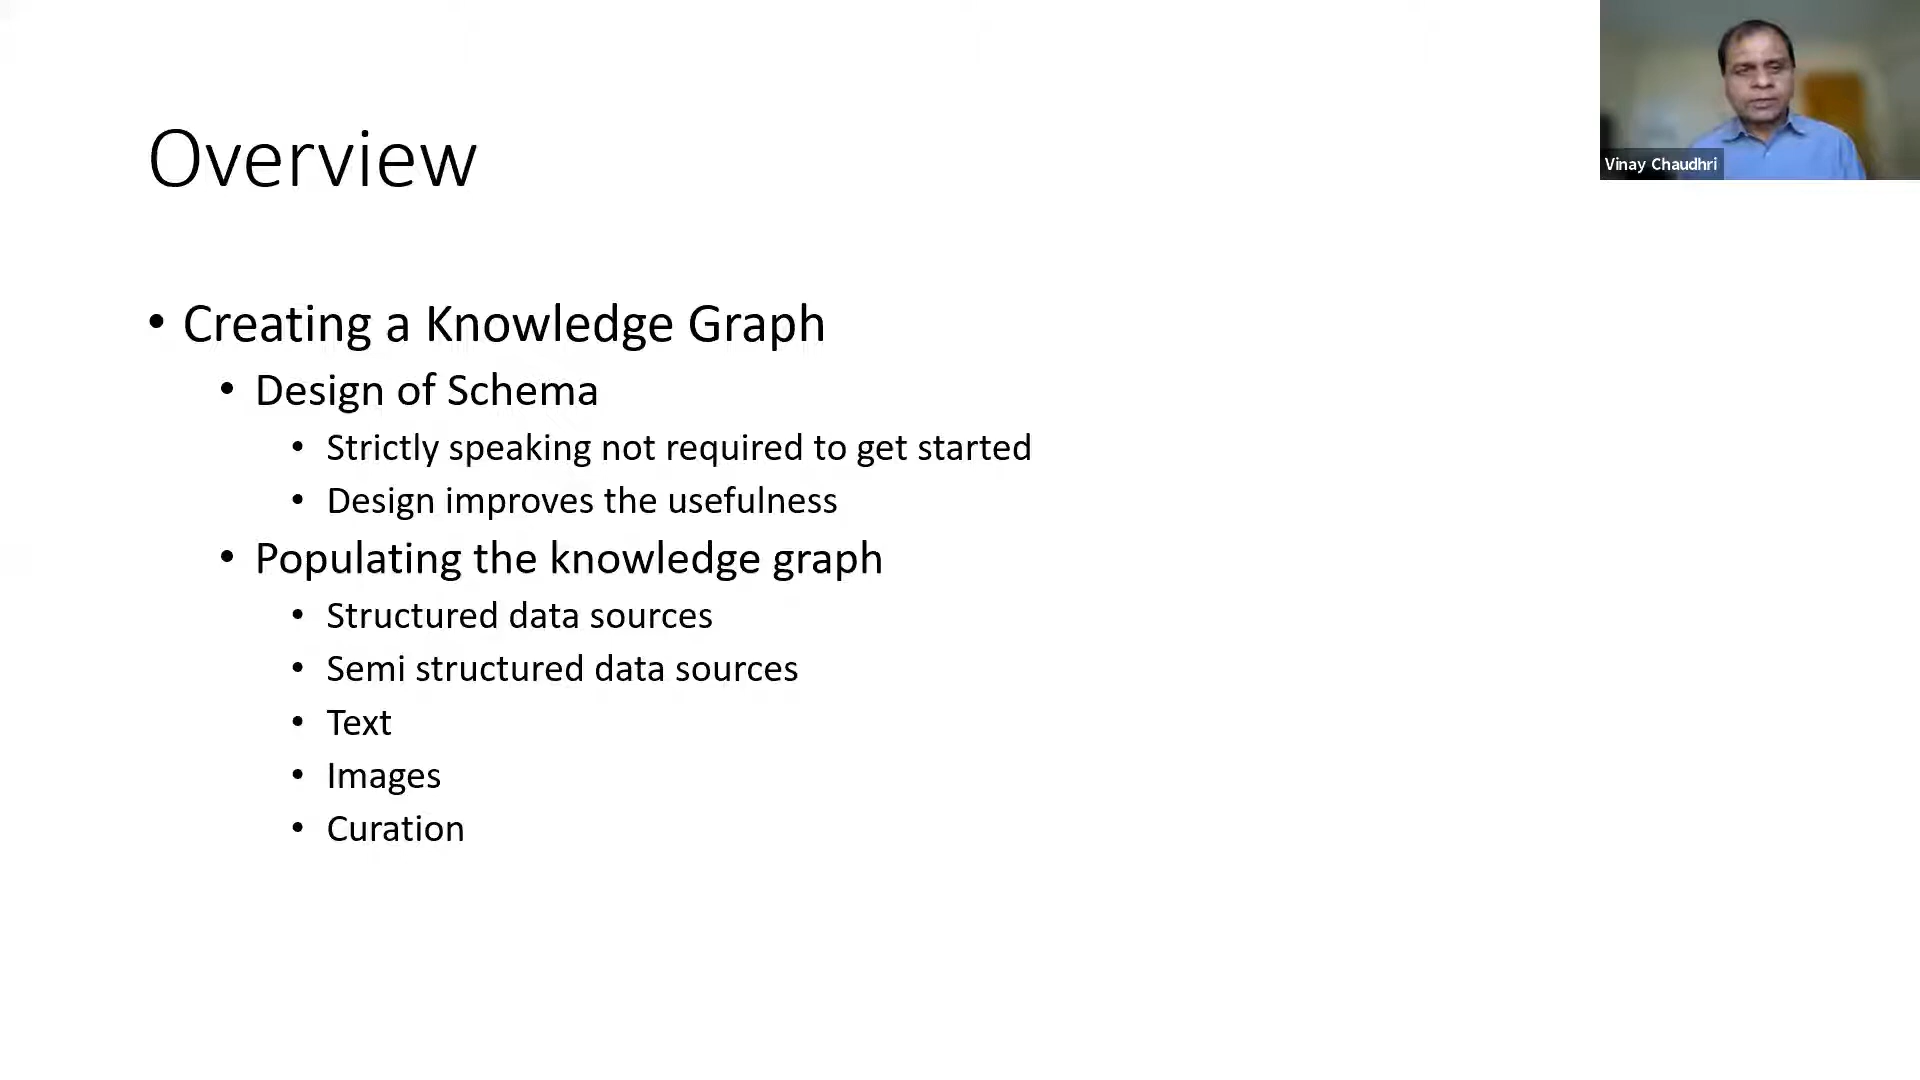 Overview
Vinay Chaudhri
• Creating a Knowledge Graph
• Design of Schema
• Strictly speaking not required to get started
• Design improves the usefulness
• Populating the knowledge graph
• Structured data sources
• Semi structured data sources
• Text
• Images
• Curation